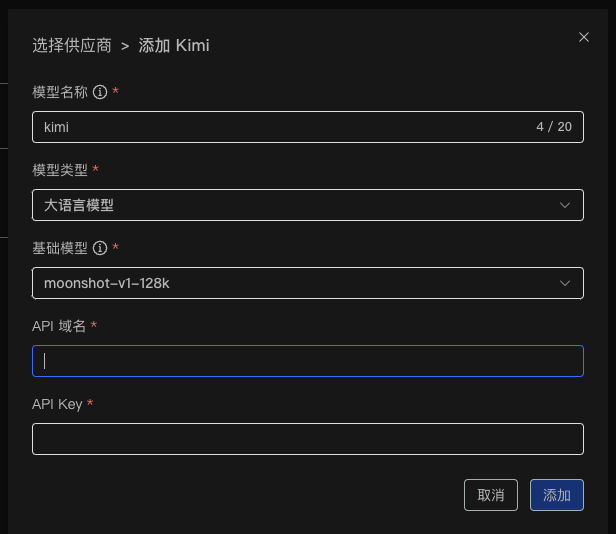 选择供应商 > 添加 Kimi
模型名称 *
kimi 4 / 20
模型类型 *
大语言模型
基础模型 *
moonshot-v1-128k
API 域名 *
API Key *
取消 添加